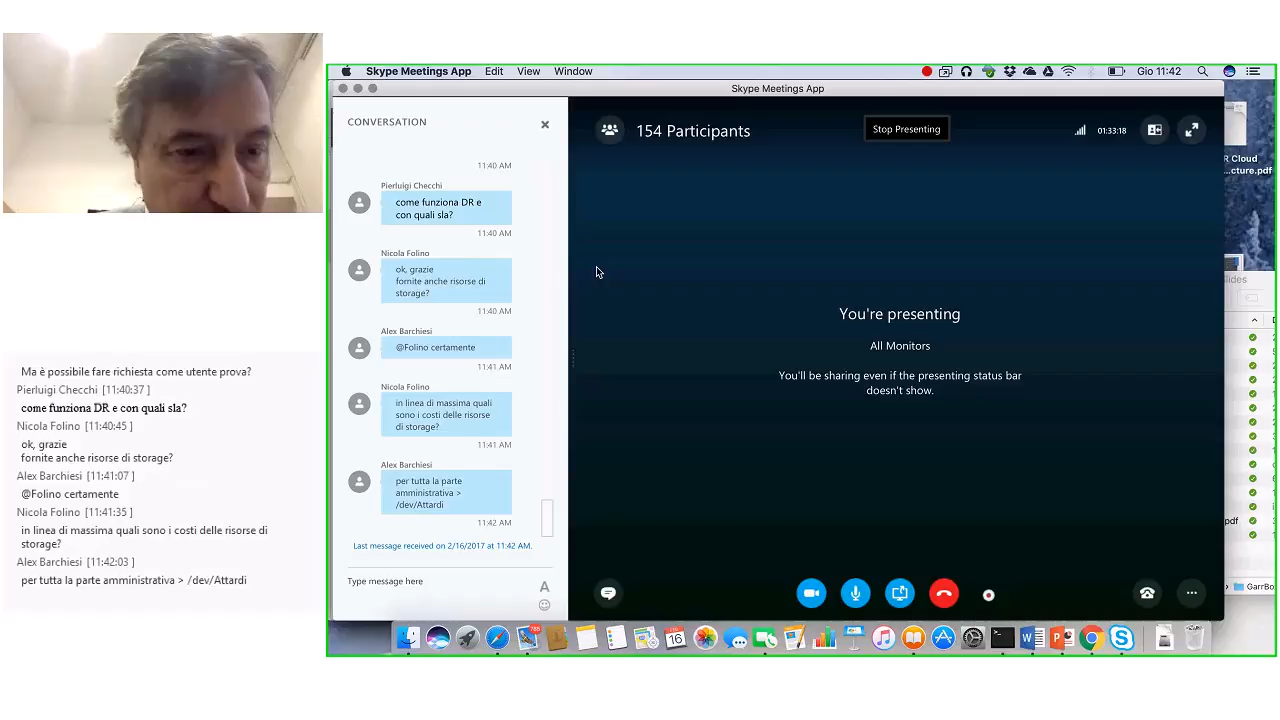 Ma è possibile fare richiesta come utente prova?
Pierluigi Checchi [11:40:37 ]
come funziona DR e con quali sla?
Nicola Folino [11:40:45 ]
ok, grazie
fornite anche risorse di storage?
Alex Barchiesi [11:41:07 ]
@Folino certamente
Nicola Folino [11:41:35 ]
in linea di massima quali sono i costi delle risorse di
storage?
Alex Barchiesi [11:42:03 ]
per tutta la parte amministrativa > /dev/Attardi
Skype Meetings App Edit View Window
Gio 11:42
Skype Meetings App
CONVERSATION
11:40 AM
Pierluigi Checchi
come funziona DR e
con quali sla?
11:40 AM
Nicola Folino
ok, grazie
fornite anche risorse di
storage?
11:40 AM
Alex Barchiesi
@Folino certamente
11:41 AM
Nicola Folino
in linea di massima quali
sono i costi delle risorse
di storage?
11:41 AM
Alex Barchiesi
per tutta la parte
amministrativa >
/dev/Attardi
11:42 AM
Last message received on 2/16/2017 at 11:42 AM.
Type message here
A
154 Participants
Stop Presenting
01:33:18
You're presenting
All Monitors
You'll be sharing even if the presenting status bar
doesn't show.
R Cloud
...cture.pdf
pdf
16